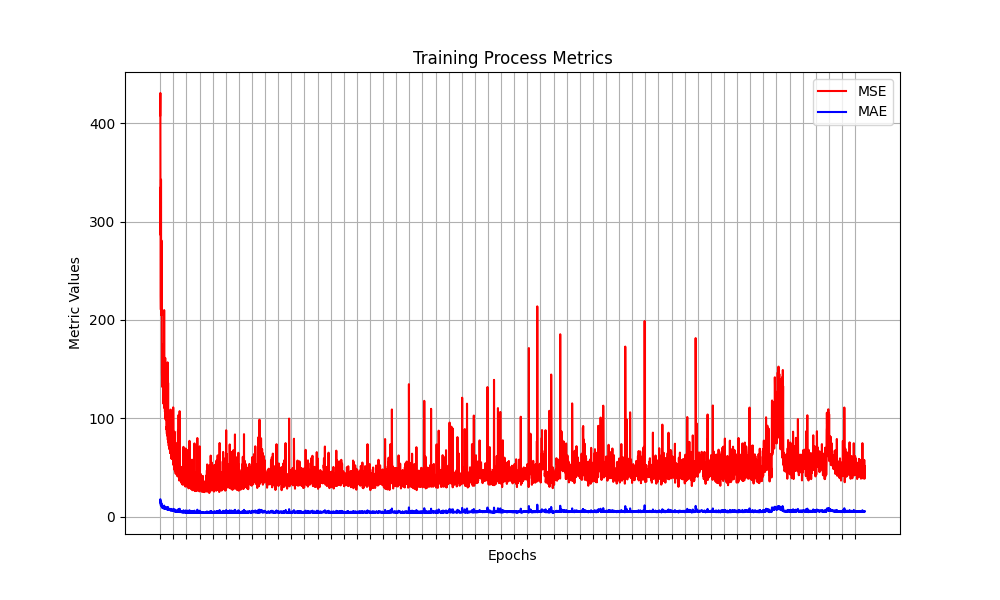 Training Process Metrics
MSE
MAE
400
300
200
100
0
Metric Values
Epochs